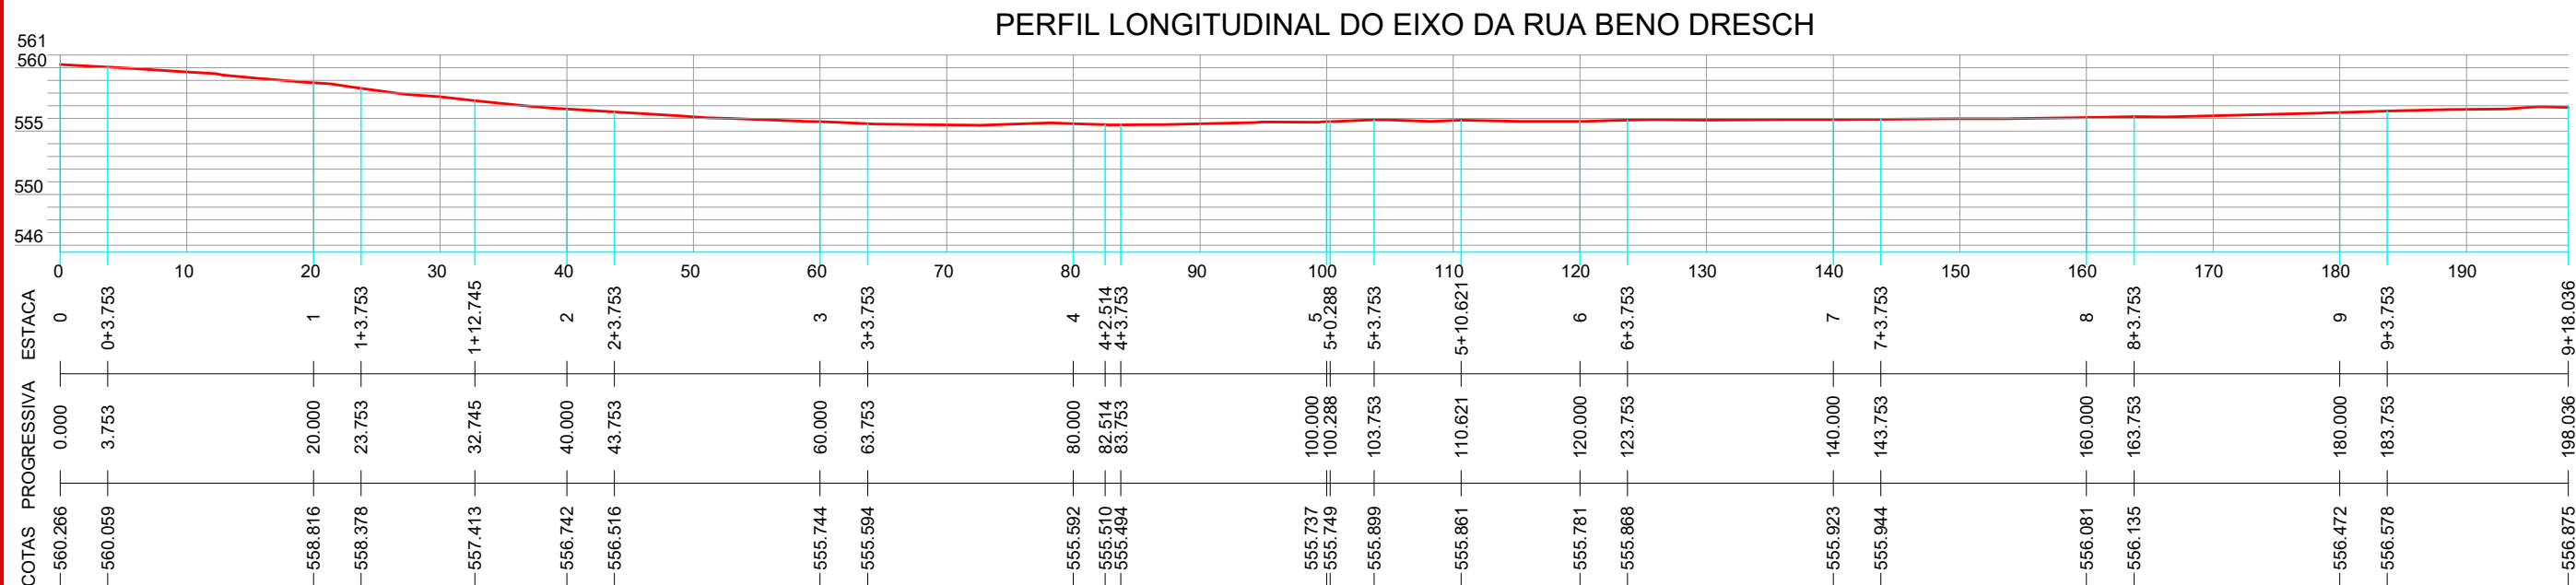 PERFIL LONGITUDINAL DO EIXO DA RUA BENO DRESCH
561
560
555
550
546
0 10 20 30 40 50 60 70 80 90 100 110 120 130 140 150 160 170 180 190
ESTACA 0 0+3.753 1 1+3.753 1+12.745 2 2+3.753 3 3+3.753 4 4+2.514 4+3.753 5 5+0.288 5+3.753 5+10.621 6 6+3.753 7 7+3.753 8 8+3.753 9 9+3.753 9+18.036
PROGRESSIVA 0.000 3.753 20.000 23.753 32.745 40.000 43.753 60.000 63.753 80.000 82.514 83.753 100.000 100.288 103.753 110.621 120.000 123.753 140.000 143.753 160.000 163.753 180.000 183.753 198.036
COTAS 560.266 560.059 558.816 558.378 557.413 556.742 556.516 555.744 555.594 555.592 555.510 555.494 555.737 555.749 555.899 555.861 555.781 555.868 555.923 555.944 556.081 556.135 556.472 556.578 556.875